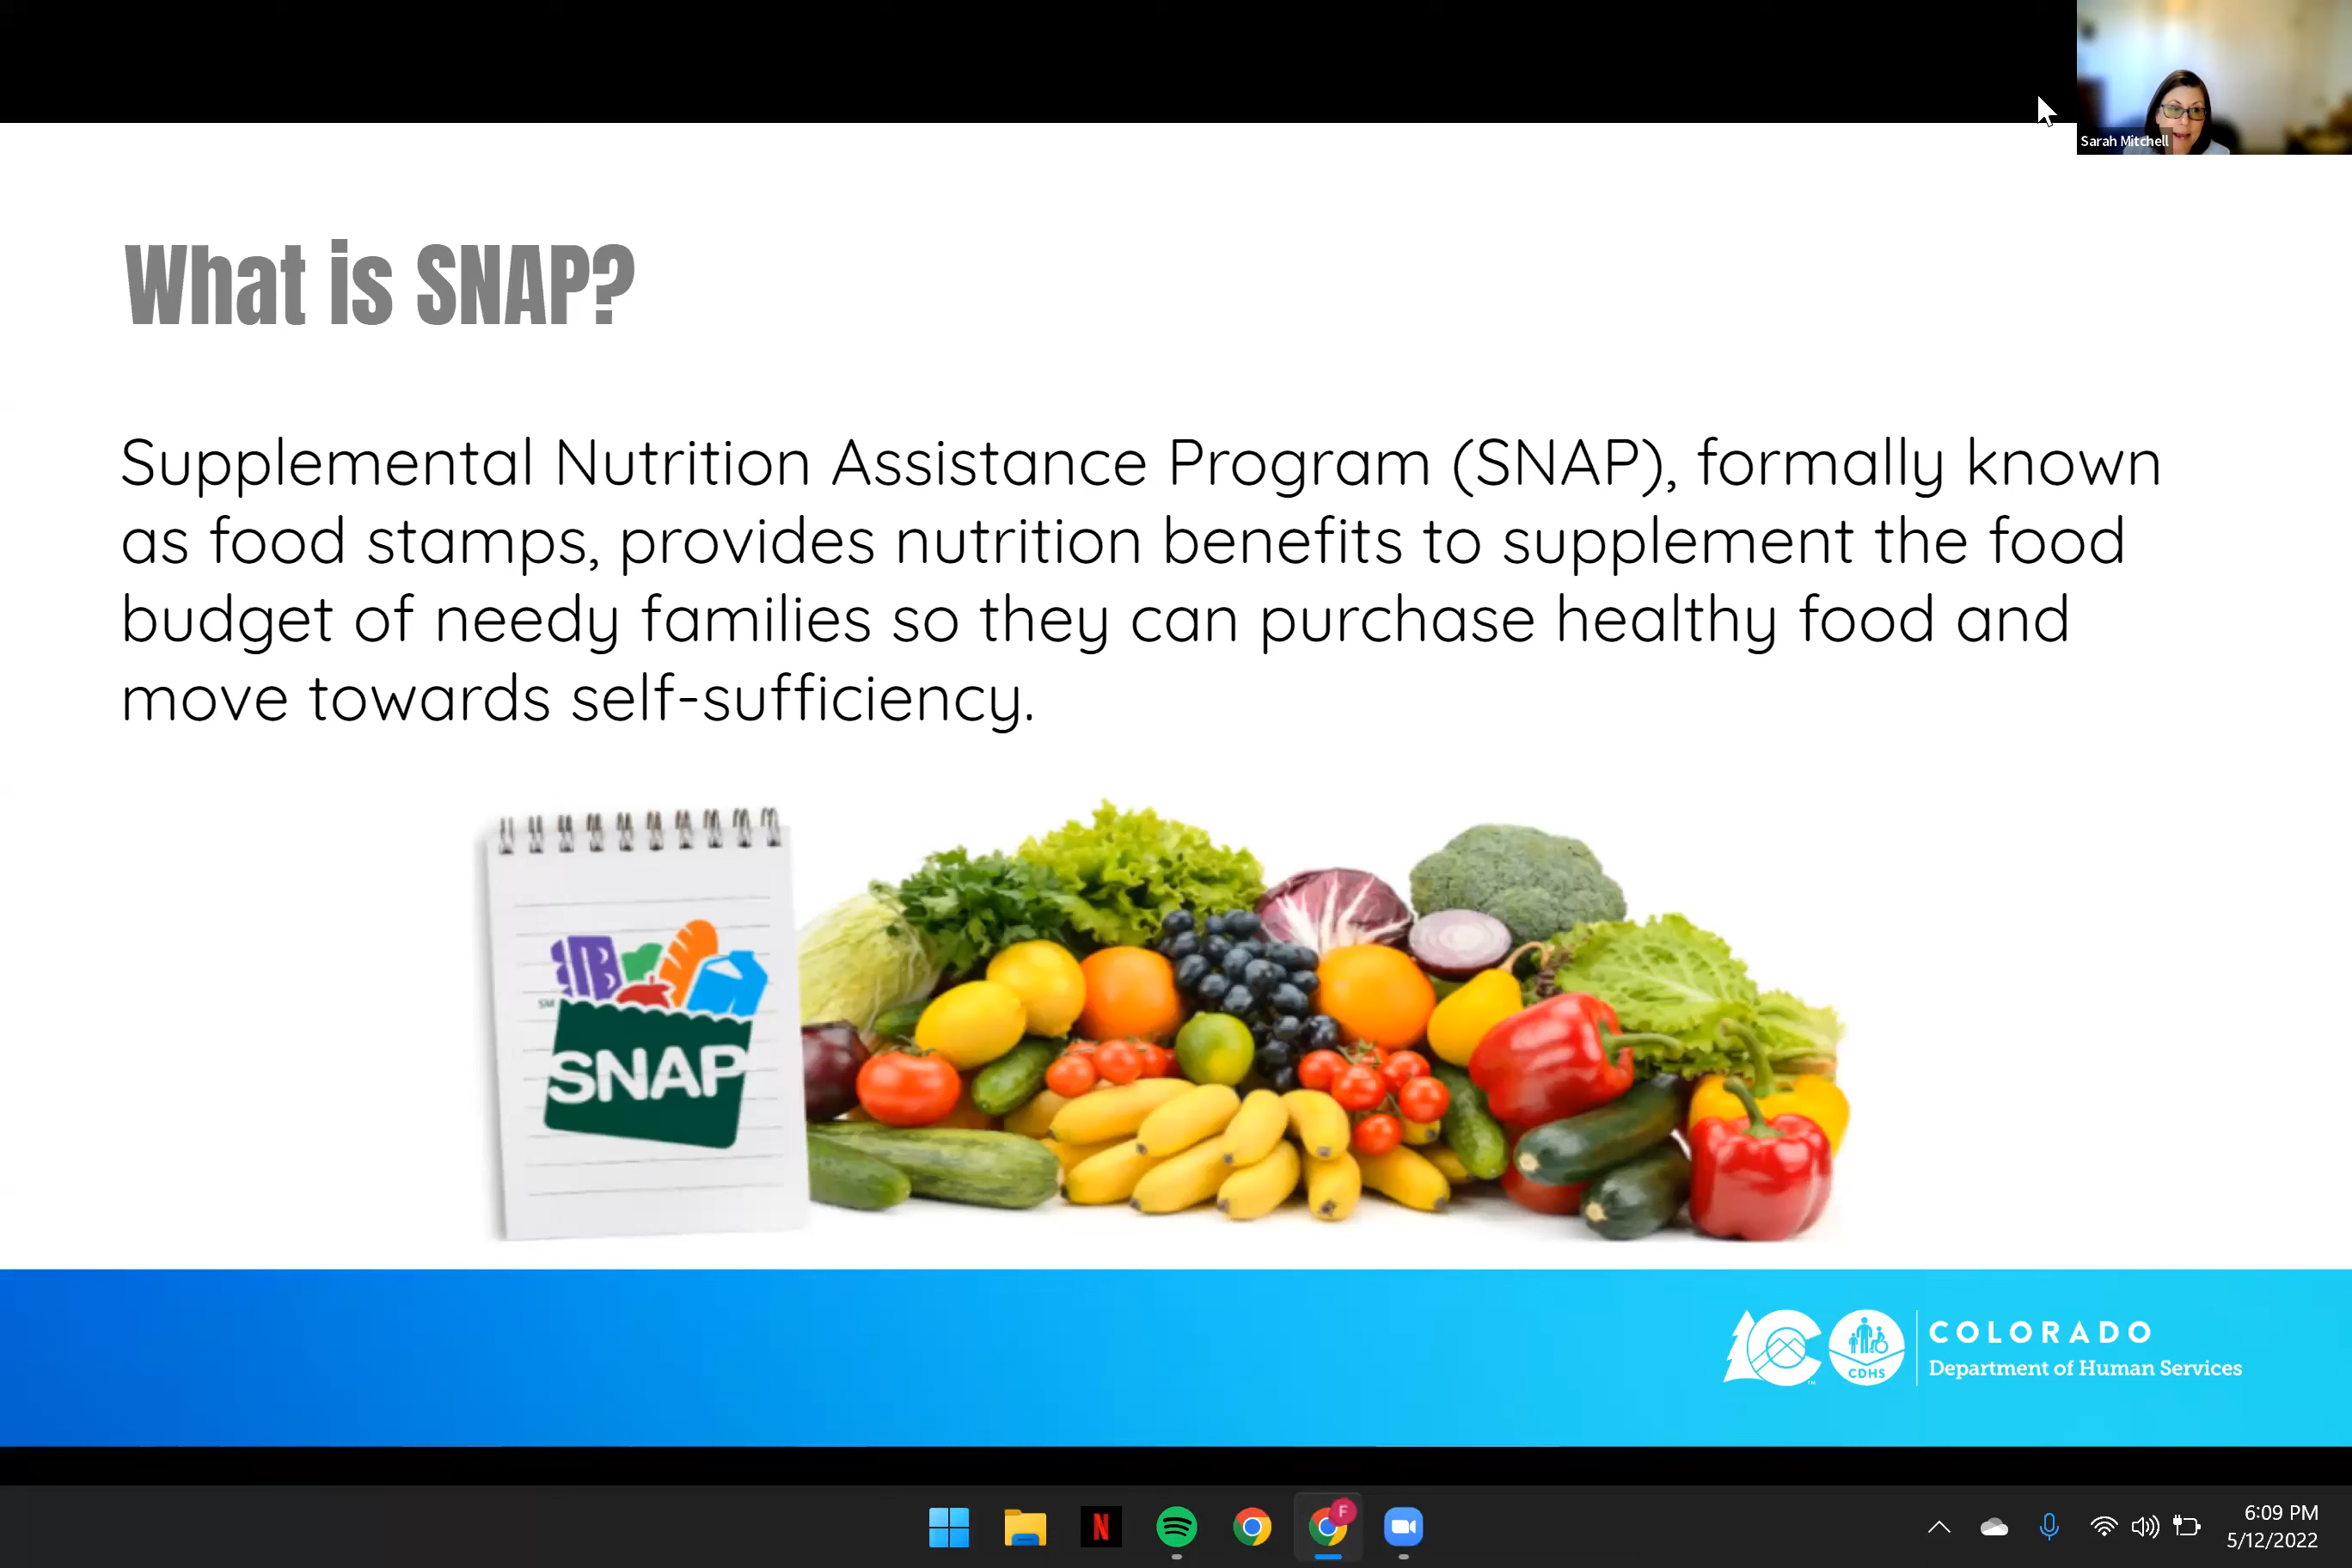 Sarah Mitchell
What is SNAP?
Supplemental Nutrition Assistance Program (SNAP), formally known
as food stamps, provides nutrition benefits to supplement the food
budget of needy families so they can purchase healthy food and
move towards self-sufficiency.
SM
SNAP
C
TM
CDHS
COLORADO
Department of Human Services
N
F
6:09 PM
5/12/2022